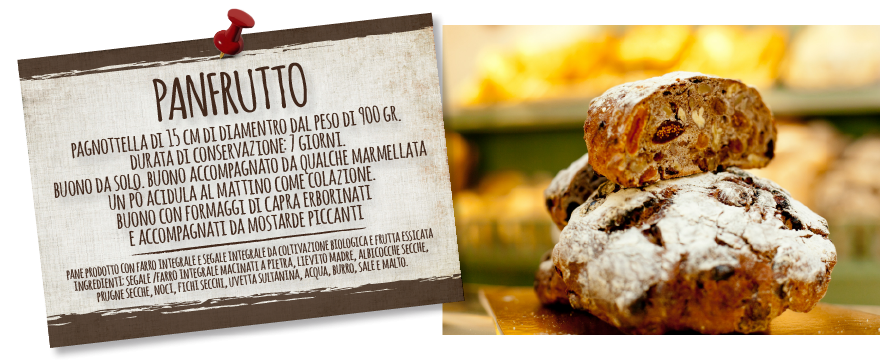 PANFRUTTO
PAGNOTTELLA DI 15 CM DI DIAMENTRO DAL PESO DI 900 GR.
DURATA DI CONSERVAZIONE: 7 GIORNI.
BUONO DA SOLO. BUONO ACCOMPAGNATO DA QUALCHE MARMELLATA
UN PÒ ACIDULA AL MATTINO COME COLAZIONE.
BUONO CON FORMAGGI DI CAPRA ERBORINATI
E ACCOMPAGNATI DA MOSTARDE PICCANTI
PANE PRODOTTO CON FARRO INTEGRALE E SEGALE INTEGRALE DA COLTIVAZIONE BIOLOGICA E FRUTTA ESSICATA
INGREDIENTI: SEGALE /FARRO INTEGRALE MACINATI A PIETRA, LIEVITO MADRE, ALBICOCCHE SECCHE,
PRUGNE SECCHE, NOCI, FICHI SECCHI, UVETTA SULTANINA, ACQUA, BURRO, SALE E MALTO.